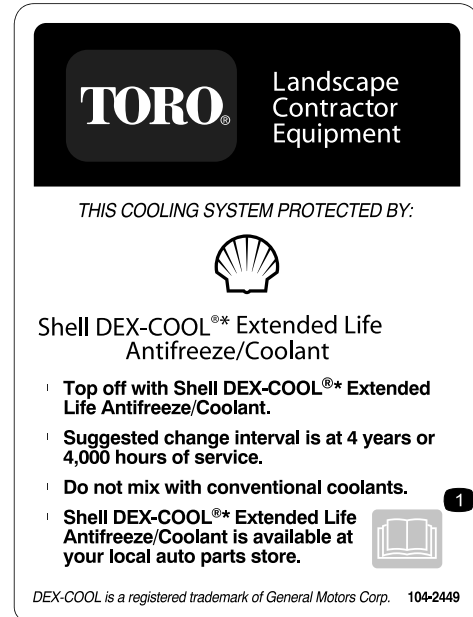 TORO®
Landscape
Contractor
Equipment
THIS COOLING SYSTEM PROTECTED BY:
Shell DEX-COOL®* Extended Life
Antifreeze/Coolant
Top off with Shell DEX-COOL®* Extended
Life Antifreeze/Coolant.
Suggested change interval is at 4 years or
4,000 hours of service.
Do not mix with conventional coolants.
Shell DEX-COOL®* Extended Life
Antifreeze/Coolant is available at
your local auto parts store.
1
DEX-COOL is a registered trademark of General Motors Corp. 104-2449